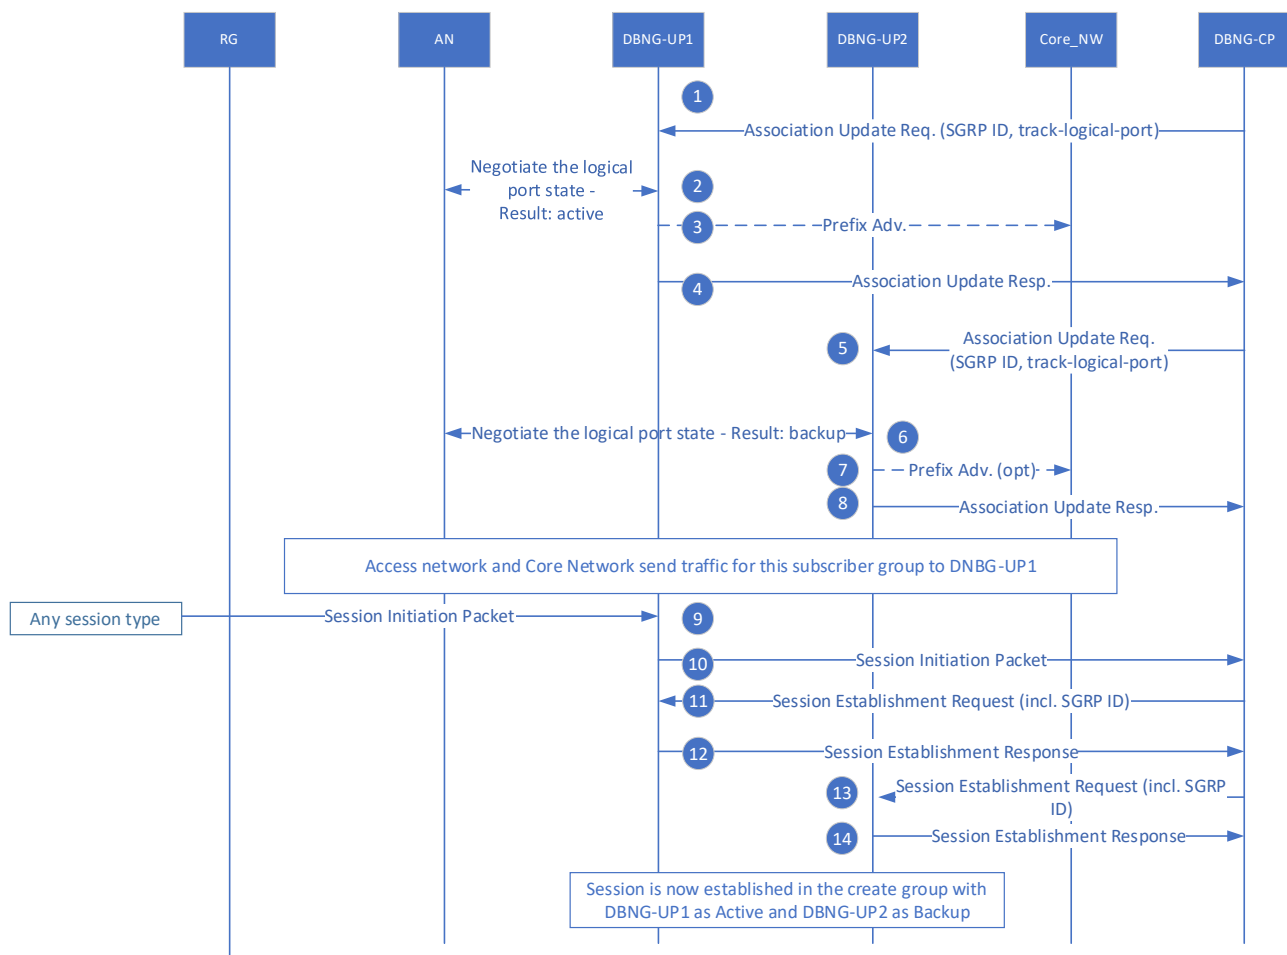 RG
AN
DBNG-UP1
DBNG-UP2
Core_NW
DBNG-CP
1
Association Update Req. (SGRP ID, track-logical-port)
Negotiate the logical
port state -
Result: active
2
3
Prefix Adv.
4
Association Update Resp.
5
Association Update Req.
(SGRP ID, track-logical-port)
Negotiate the logical port state - Result: backup
6
7
Prefix Adv. (opt)
8
Association Update Resp.
Access network and Core Network send traffic for this subscriber group to DNBG-UP1
Any session type
Session Initiation Packet
9
10
Session Initiation Packet
11
Session Establishment Request (incl. SGRP ID)
12
Session Establishment Response
13
Session Establishment Request (incl. SGRP
ID)
14
Session Establishment Response
Session is now established in the create group with
DBNG-UP1 as Active and DBNG-UP2 as Backup